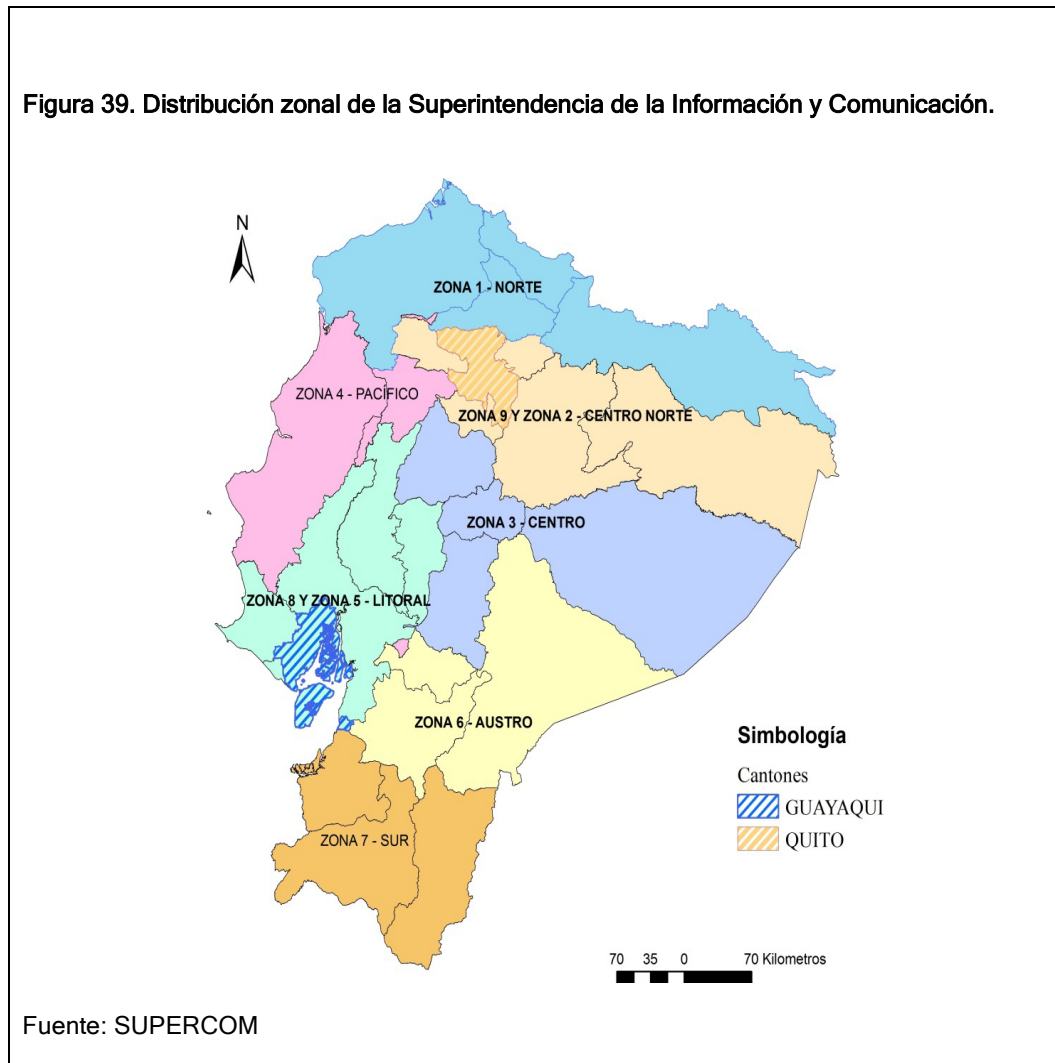 Figura 39. Distribución zonal de la Superintendencia de la Información y Comunicación.
N
ZONA 1 - NORTE
ZONA 4 - PACÍFICO
ZONA 9 Y ZONA 2 - CENTRO NORTE
ZONA 3 - CENTRO
ZONA 8 Y ZONA 5 - LITORAL
ZONA 6 - AUSTRO
ZONA 7 - SUR
Simbología
Cantones
GUAYAQUI
QUITO
70 35 0 70 Kilometros
Fuente: SUPERCOM